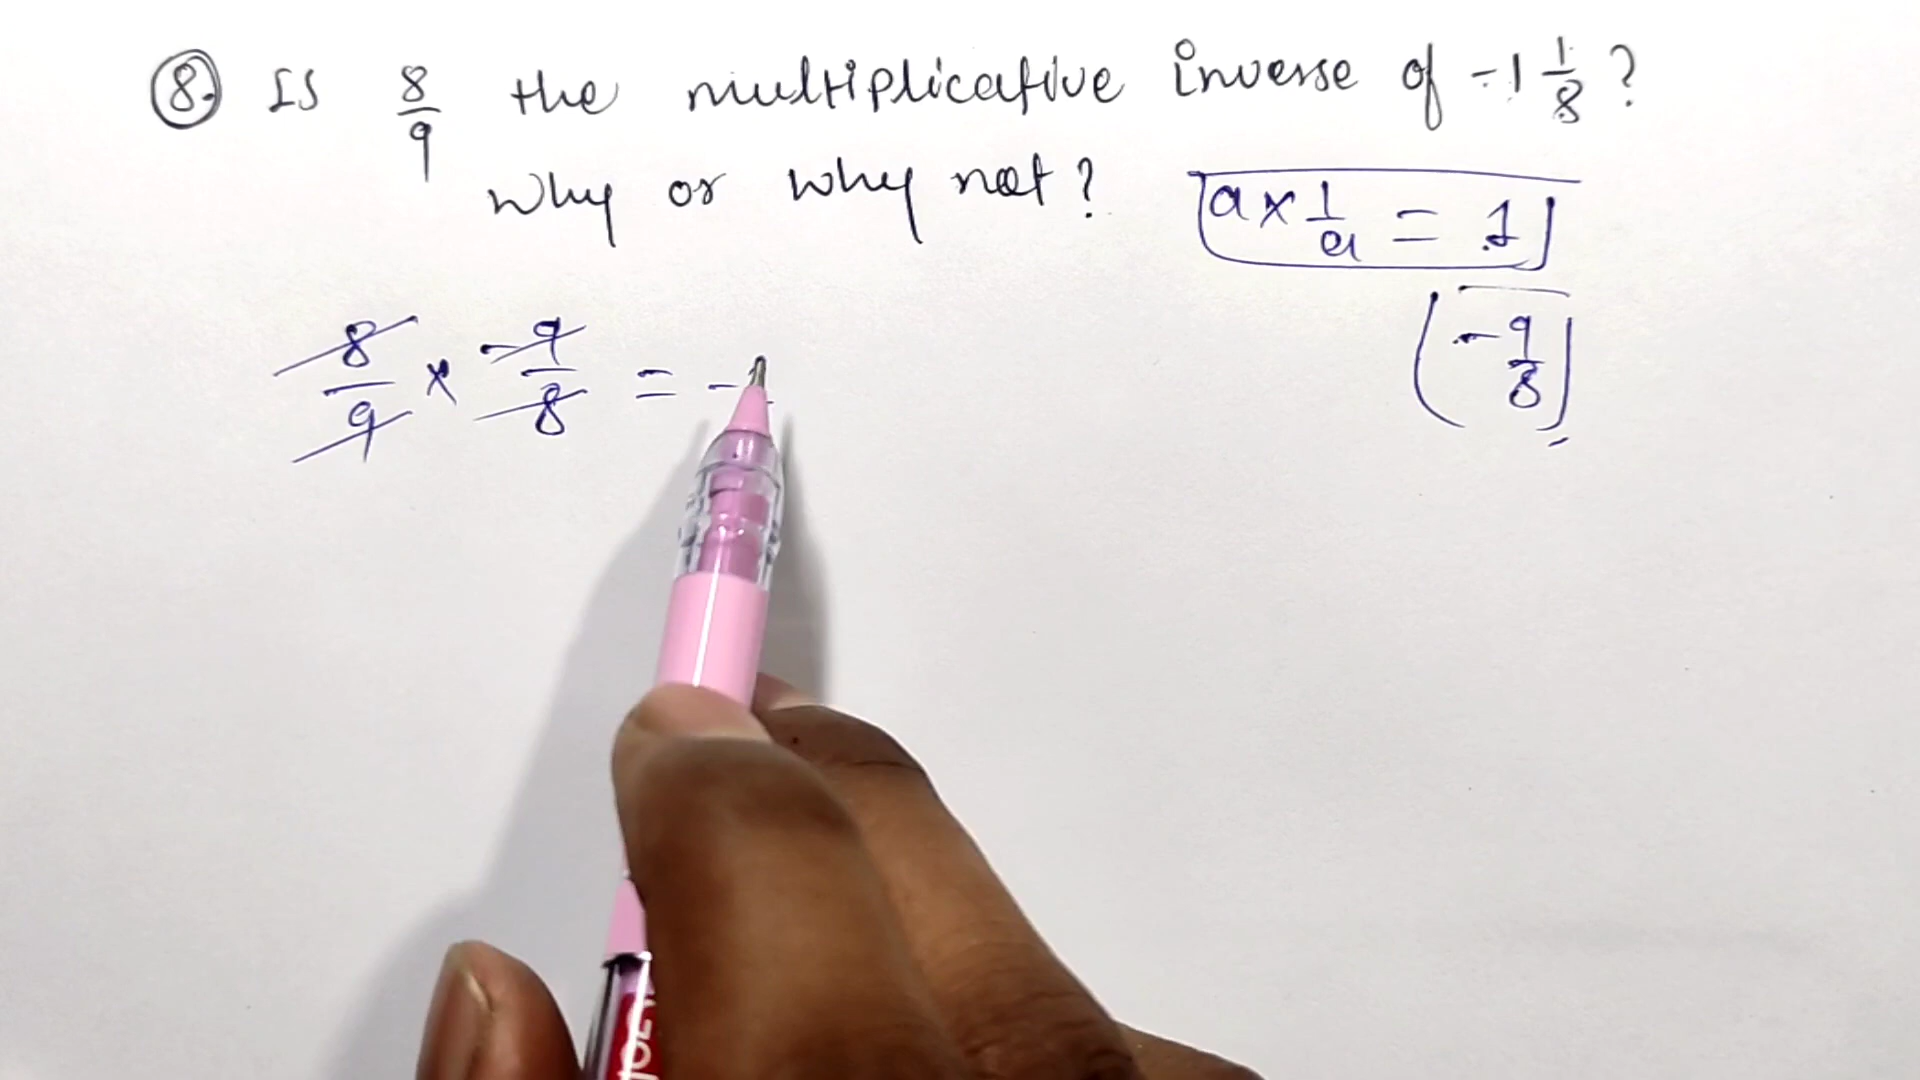 8. Is 8/9 the multiplicative inverse of -1 1/8?
Why or why not?
a × 1/a = 1
8/9 × -9/8 = -1
-9/8